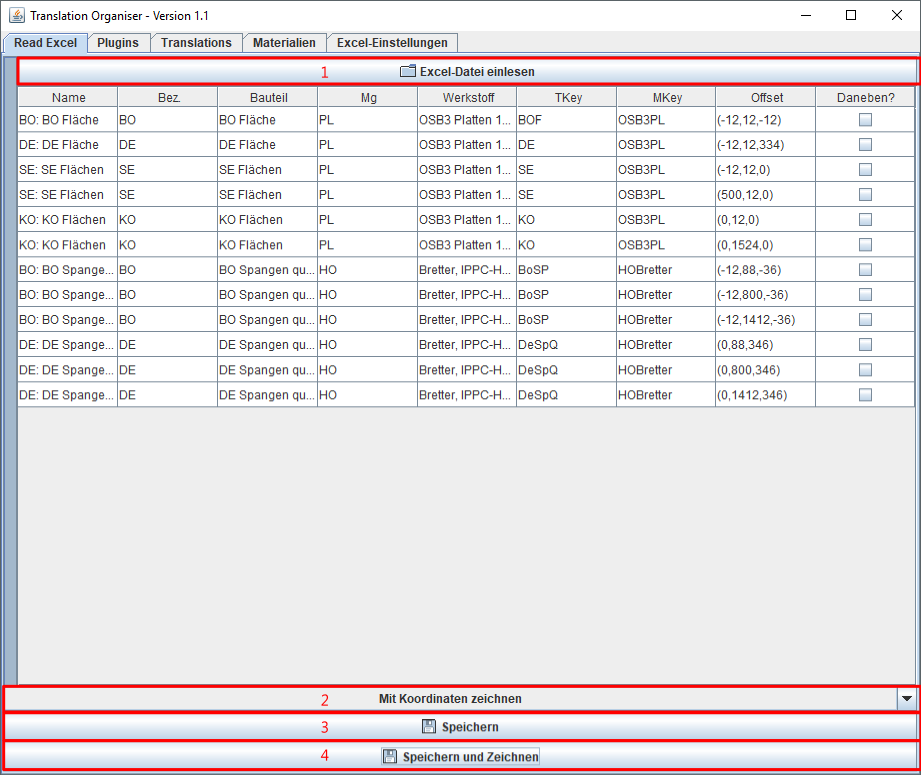 Translation Organiser - Version 1.1
Read Excel Plugins Translations Materialien Excel-Einstellungen
1 Excel-Datei einlesen
Name Bez. Bauteil Mg Werkstoff TKey MKey Offset Daneben?
BO: BO Fläche BO BO Fläche PL OSB3 Platten 1... BOF OSB3PL (-12,12,-12)
DE: DE Fläche DE DE Fläche PL OSB3 Platten 1... DE OSB3PL (-12,12,334)
SE: SE Flächen SE SE Flächen PL OSB3 Platten 1... SE OSB3PL (-12,12,0)
SE: SE Flächen SE SE Flächen PL OSB3 Platten 1... SE OSB3PL (500,12,0)
KO: KO Flächen KO KO Flächen PL OSB3 Platten 1... KO OSB3PL (0,12,0)
KO: KO Flächen KO KO Flächen PL OSB3 Platten 1... KO OSB3PL (0,1524,0)
BO: BO Spange... BO BO Spangen qu... HO Bretter, IPPC-H... BoSP HOBretter (-12,88,-36)
BO: BO Spange... BO BO Spangen qu... HO Bretter, IPPC-H... BoSP HOBretter (-12,800,-36)
BO: BO Spange... BO BO Spangen qu... HO Bretter, IPPC-H... BoSP HOBretter (-12,1412,-36)
DE: DE Spange... DE DE Spangen qu... HO Bretter, IPPC-H... DeSpQ HOBretter (0,88,346)
DE: DE Spange... DE DE Spangen qu... HO Bretter, IPPC-H... DeSpQ HOBretter (0,800,346)
DE: DE Spange... DE DE Spangen qu... HO Bretter, IPPC-H... DeSpQ HOBretter (0,1412,346)
2 Mit Koordinaten zeichnen
3 Speichern
4 Speichern und Zeichnen